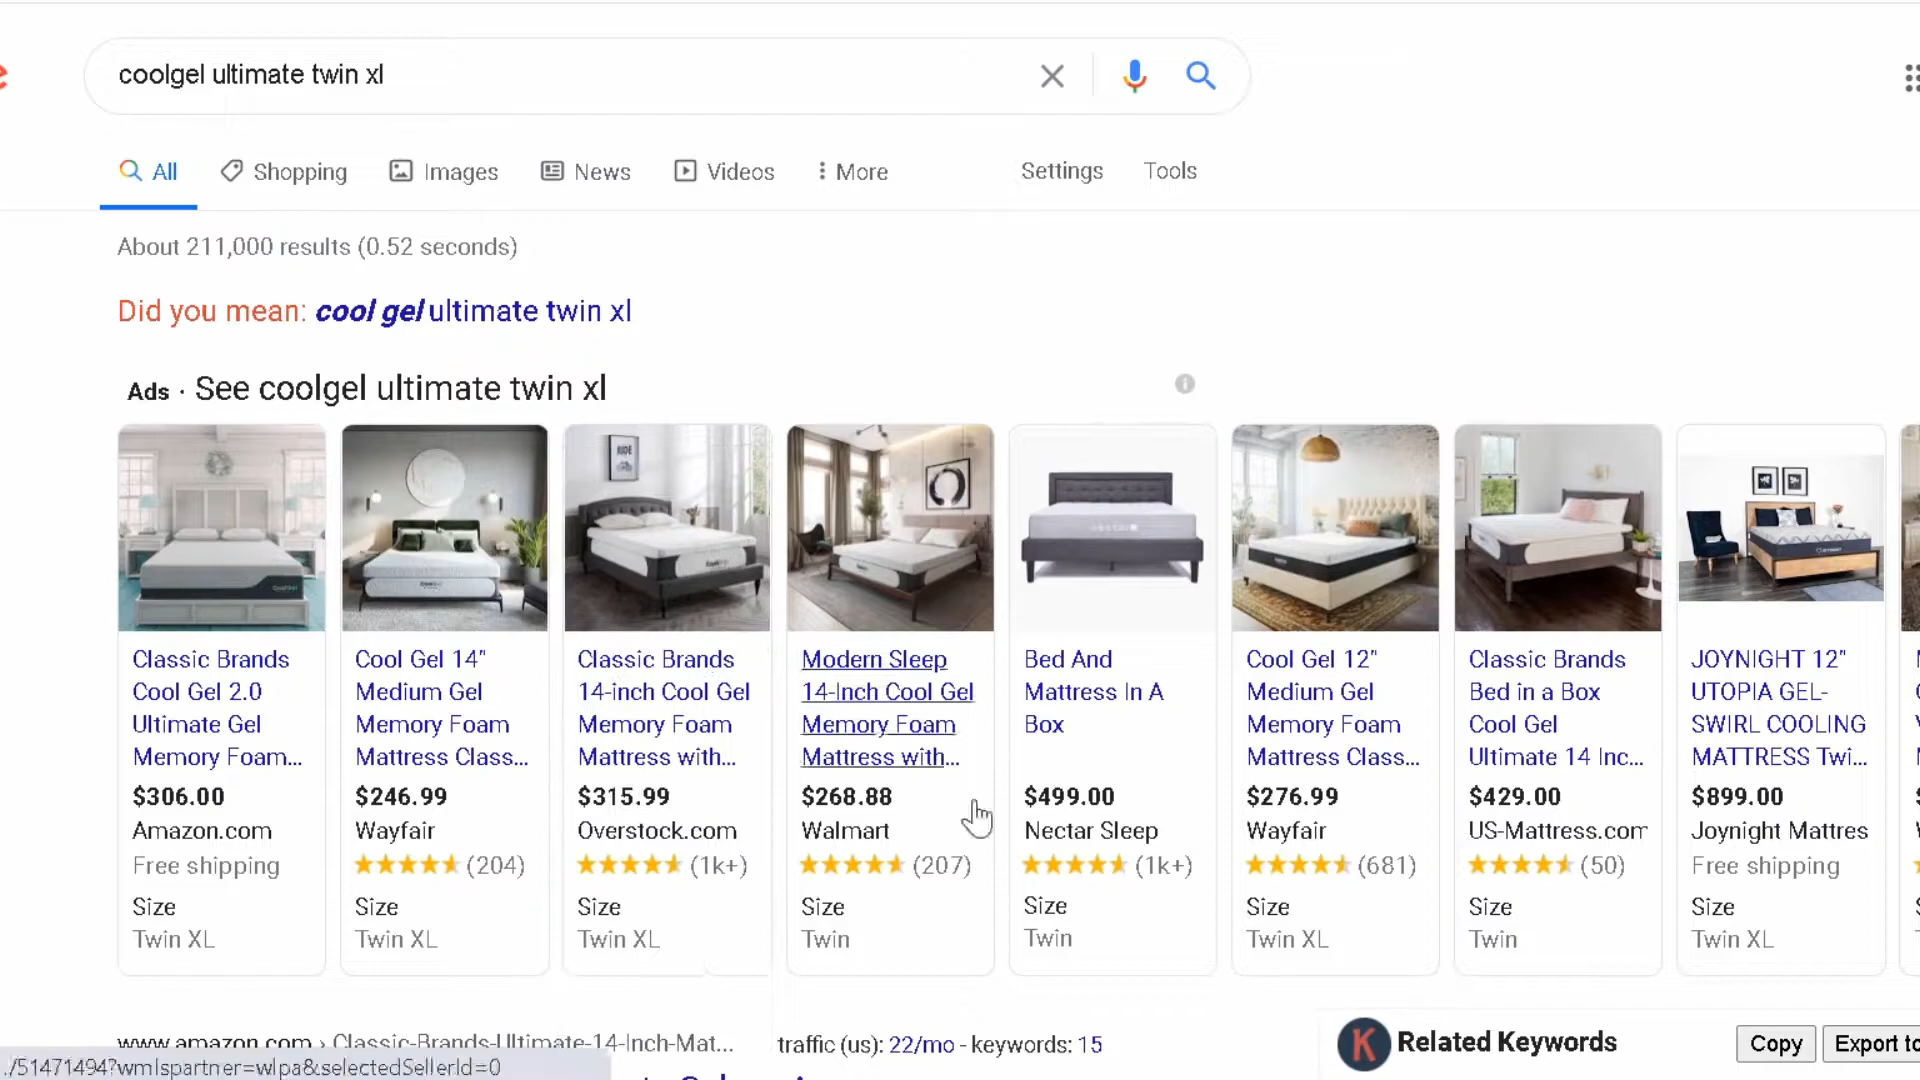 coolgel ultimate twin xl
All Shopping Images News Videos More Settings Tools
About 211,000 results (0.52 seconds)
Did you mean: cool gel ultimate twin xl
Ads · See coolgel ultimate twin xl
Classic Brands
Cool Gel 2.0
Ultimate Gel
Memory Foam...
$306.00
Amazon.com
Free shipping
Size
Twin XL
Cool Gel 14"
Medium Gel
Memory Foam
Mattress Class...
$246.99
Wayfair
(204)
Size
Twin XL
Classic Brands
14-inch Cool Gel
Memory Foam
Mattress with...
$315.99
Overstock.com
(1k+)
Size
Twin XL
Modern Sleep
14-Inch Cool Gel
Memory Foam
Mattress with...
$268.88
Walmart
(207)
Size
Twin
Bed And
Mattress In A
Box
$499.00
Nectar Sleep
(1k+)
Size
Twin
Cool Gel 12"
Medium Gel
Memory Foam
Mattress Class...
$276.99
Wayfair
(681)
Size
Twin XL
Classic Brands
Bed in a Box
Cool Gel
Ultimate 14 Inc...
$429.00
US-Mattress.com
(50)
Size
Twin
JOYNIGHT 12"
UTOPIA GEL-
SWIRL COOLING
MATTRESS Twi...
$899.00
Joynight Mattres
Free shipping
Size
Twin XL
www.amazon.com › Classic-Brands-Ultimate-14-Inch-Mat...
traffic (us): 22/mo - keywords: 15
K Related Keywords
Copy
Export to
./51471494?wmlspartner=wlpa&selectedSellerId=0